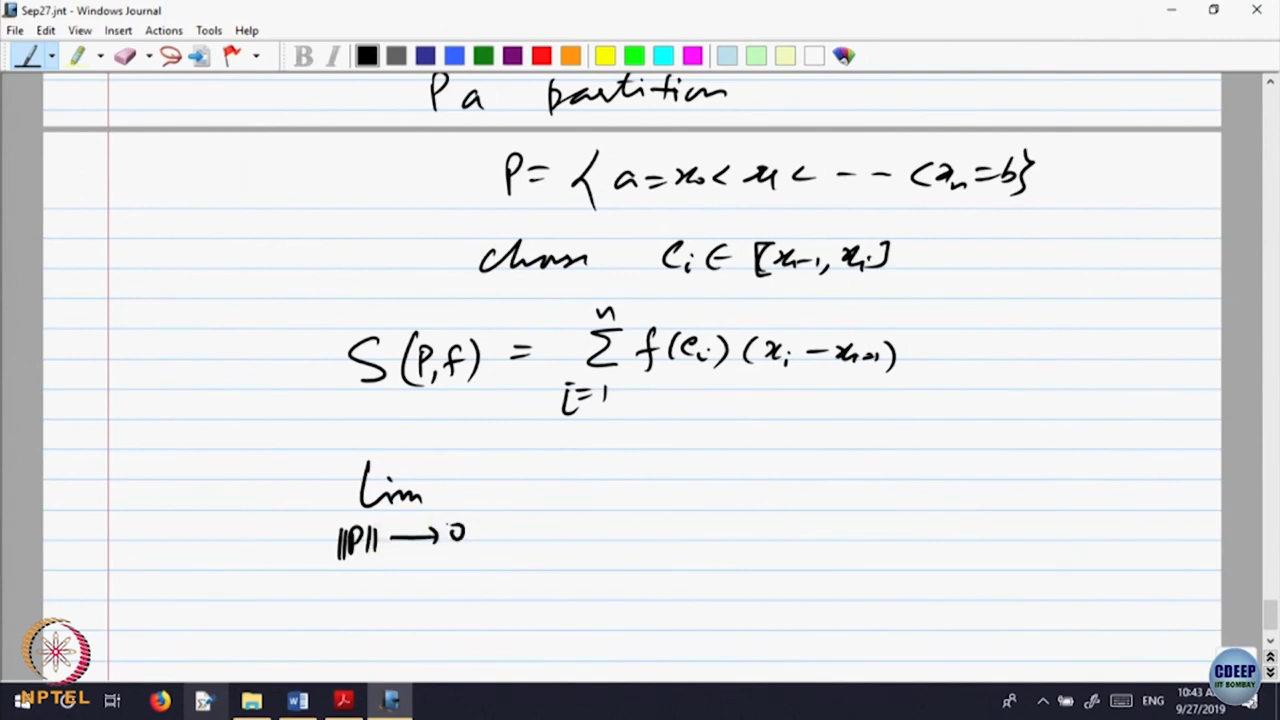 Sep27.jnt - Windows Journal
File Edit View Insert Actions Tools Help
B I
P a partition
P = { a = x₀ < x₁ < - - < xₙ = b}
chose cᵢ ∈ [xᵢ₋₁, xᵢ]
S(P,f) = n∑i=1 f(cᵢ)(xᵢ - xᵢ₋₁)
lim
||P|| → 0
CDEEP
IIT BOMBAY
NPTEL
ENG
10:43 A
9/27/2019